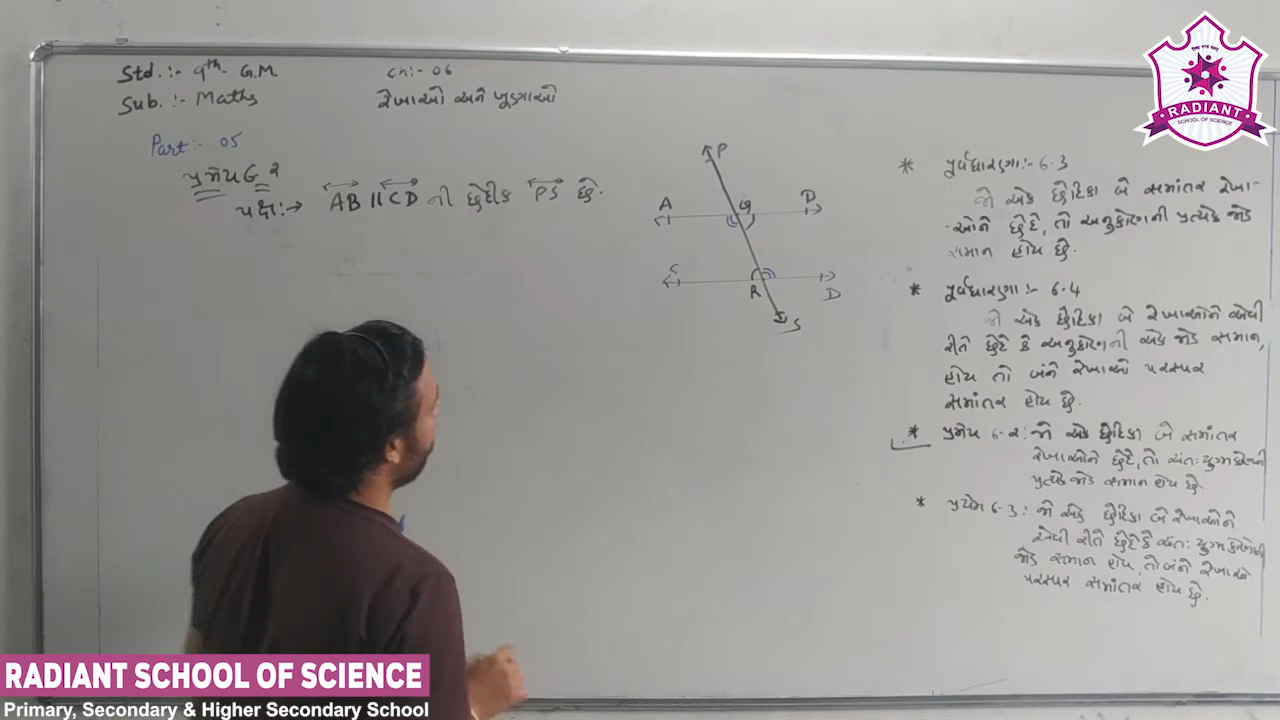 Std. :- 9th - G.M
Sub. :- Maths
Ch :- 06
રેખાઓ અને ખૂણાઓ
Part :- 05
પ્રમેય 6.2
પક્ષ :→ AB || CD ની છેદીકા PS છે.
P
A
Q
B
C
R
D
S
* પૂર્વધારણા :- 6.3
જો એક છેદિકા બે સમાંતર રેખા-
ઓને છેદે, તો અનુકોણની પ્રત્યેક જોડ
સમાન હોય છે.
* પૂર્વધારણા :- 6.4
જો એક છેદિકા બે રેખાઓને એવી
રીતે છેદે કે અનુકોણની એક જોડ સમાન,
હોય તો બંને રેખાઓ પરસ્પર
સમાંતર હોય છે.
* પ્રમેય 6.2 : જો એક છેદિકા બે સમાંતર
રેખાઓને છેદે, તો અંતઃયુગ્મકોણની
પ્રત્યેક જોડ સમાન હોય છે
* પ્રમેય 6.3 : જો એક છેદિકા બે રેખાઓને
એવી રીતે છેદે કે અંતઃ યુગ્મકોણની
જોડ સમાન હોય, તો બંને રેખાઓ
પરસ્પર સમાંતર હોય છે.
RADIANT
SCHOOL OF SCIENCE
RADIANT SCHOOL OF SCIENCE
Primary, Secondary & Higher Secondary School